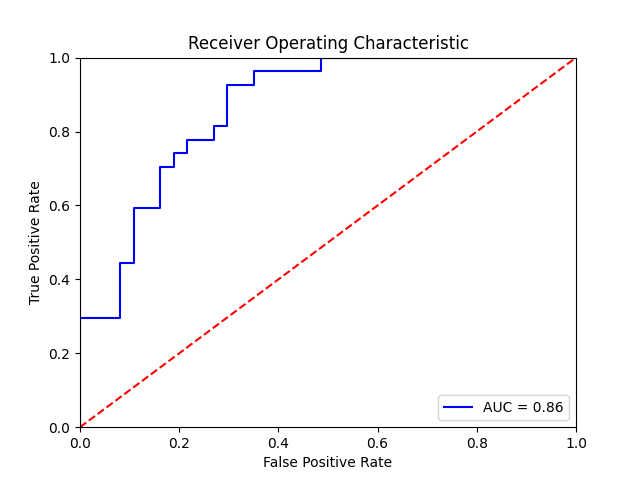 Receiver Operating Characteristic
True Positive Rate
1.0
0.8
0.6
0.4
0.2
0.0
AUC = 0.86
0.0 0.2 0.4 0.6 0.8 1.0
False Positive Rate